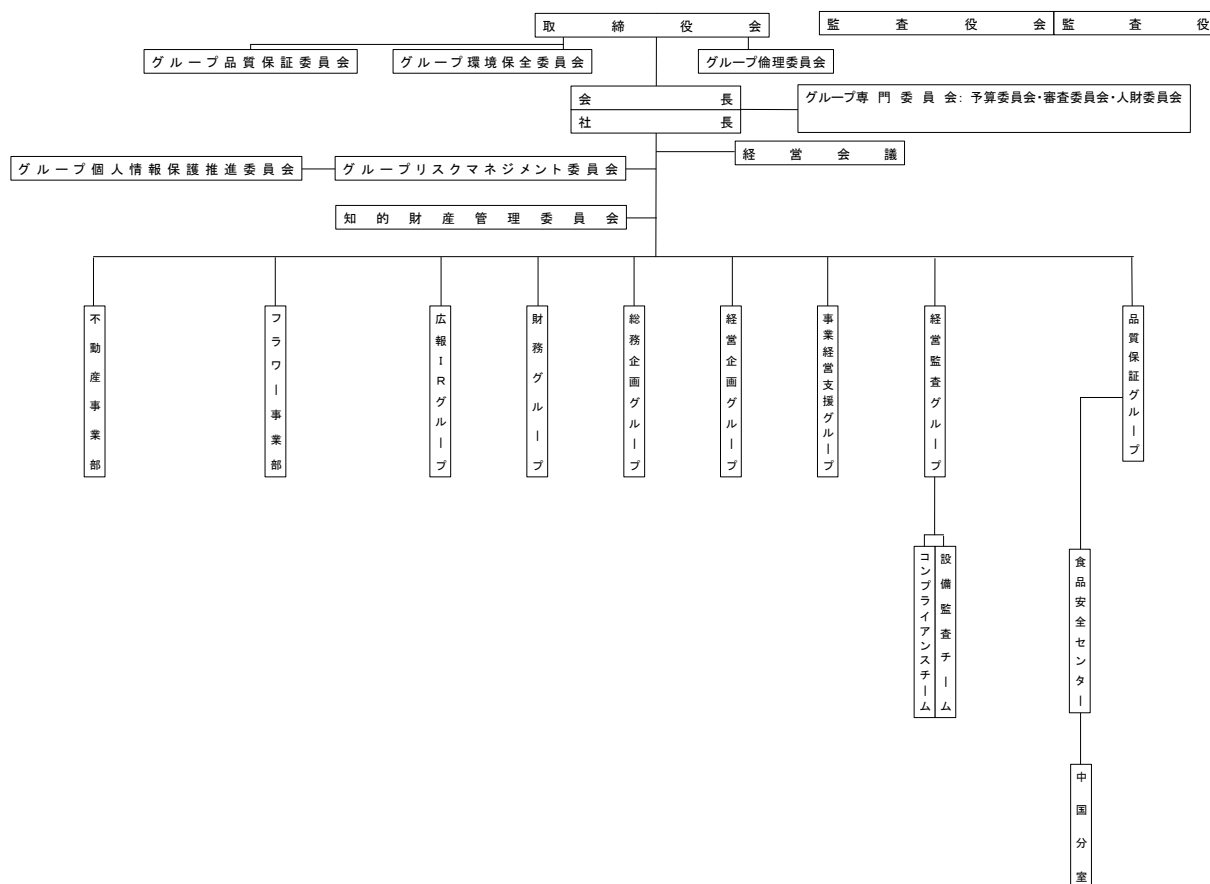 取締役会
監査役会
監査役
グループ品質保証委員会
グループ環境保全委員会
グループ倫理委員会
会長
社長
グループ専門委員会：予算委員会・審査委員会・人財委員会
経営会議
グループ個人情報保護推進委員会
グループリスクマネジメント委員会
知的財産管理委員会
不動産事業部
フラワー事業部
広報IRグループ
財務グループ
総務企画グループ
経営企画グループ
事業経営支援グループ
経営監査グループ
品質保証グループ
コンプライアンスチーム
設備監査チーム
食品安全センター
中国分室